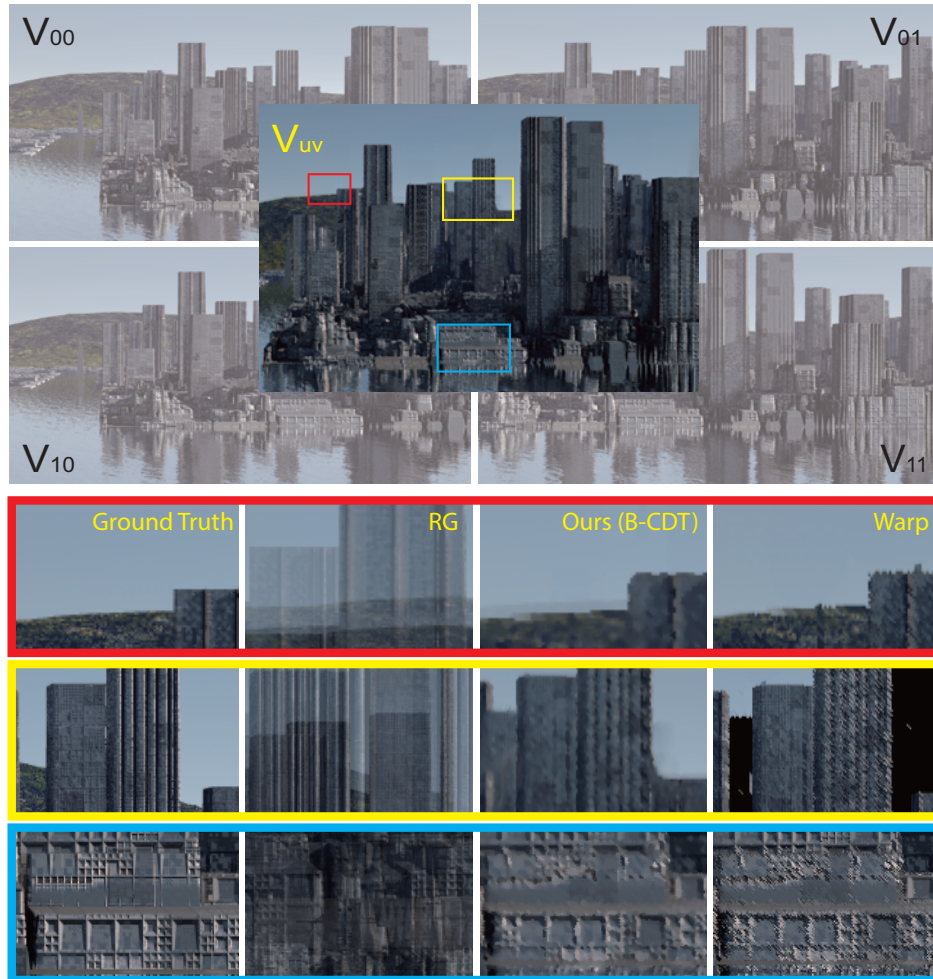 V00
V01
Vuv
V10
V11
Ground Truth
RG
Ours (B-CDT)
Warp